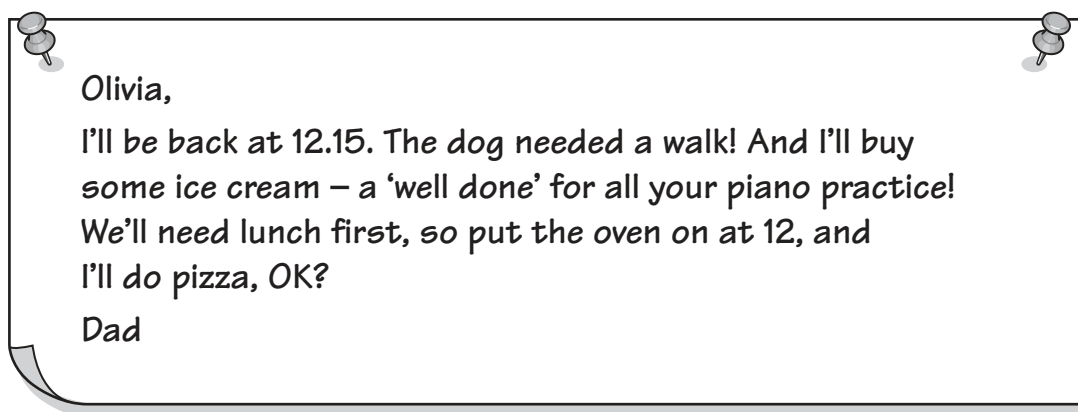 Olivia,
I’ll be back at 12.15. The dog needed a walk! And I’ll buy
some ice cream – a ‘well done’ for all your piano practice!
We’ll need lunch first, so put the oven on at 12, and
I’ll do pizza, OK?
Dad